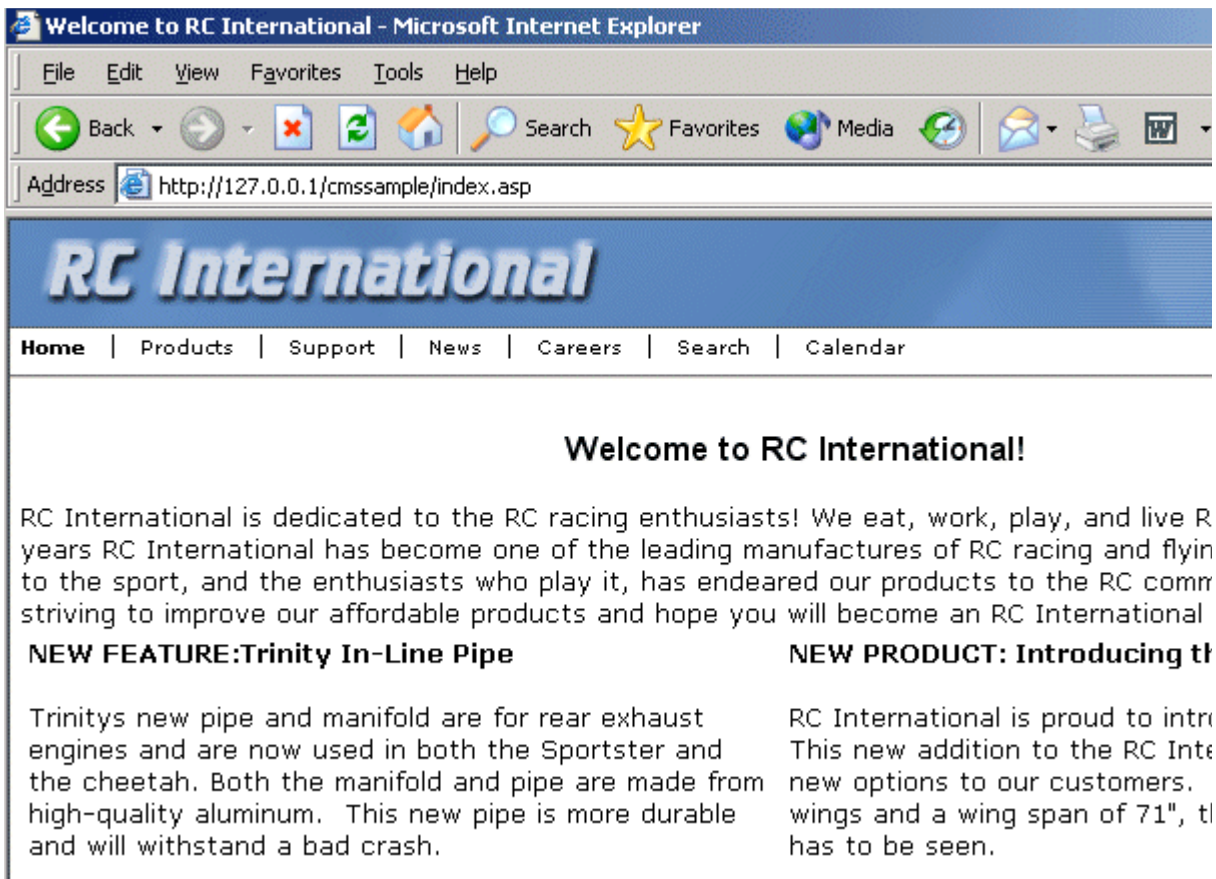 Welcome to RC International - Microsoft Internet Explorer
File Edit View Favorites Tools Help
Back Search Favorites Media
Address http://127.0.0.1/cmssample/index.asp
RC International
Home | Products | Support | News | Careers | Search | Calendar
Welcome to RC International!
RC International is dedicated to the RC racing enthusiasts! We eat, work, play, and live R
years RC International has become one of the leading manufactures of RC racing and flyin
to the sport, and the enthusiasts who play it, has endeared our products to the RC comm
striving to improve our affordable products and hope you will become an RC International
NEW FEATURE:Trinity In-Line Pipe
Trinitys new pipe and manifold are for rear exhaust
engines and are now used in both the Sportster and
the cheetah. Both the manifold and pipe are made from
high-quality aluminum.  This new pipe is more durable
and will withstand a bad crash.
NEW PRODUCT: Introducing th
RC International is proud to intro
This new addition to the RC Inte
new options to our customers.
wings and a wing span of 71", th
has to be seen.